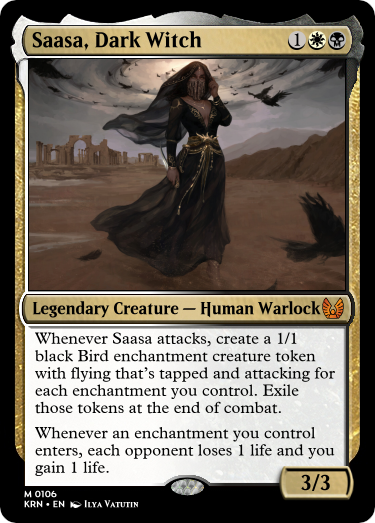 Saasa, Dark Witch 1
Legendary Creature — Human Warlock
Whenever Saasa attacks, create a 1/1
black Bird enchantment creature token
with flying that's tapped and attacking for
each enchantment you control. Exile
those tokens at the end of combat.
Whenever an enchantment you control
enters, each opponent loses 1 life and you
gain 1 life.
3/3
M 0106
KRN • EN Ilya Vatutin